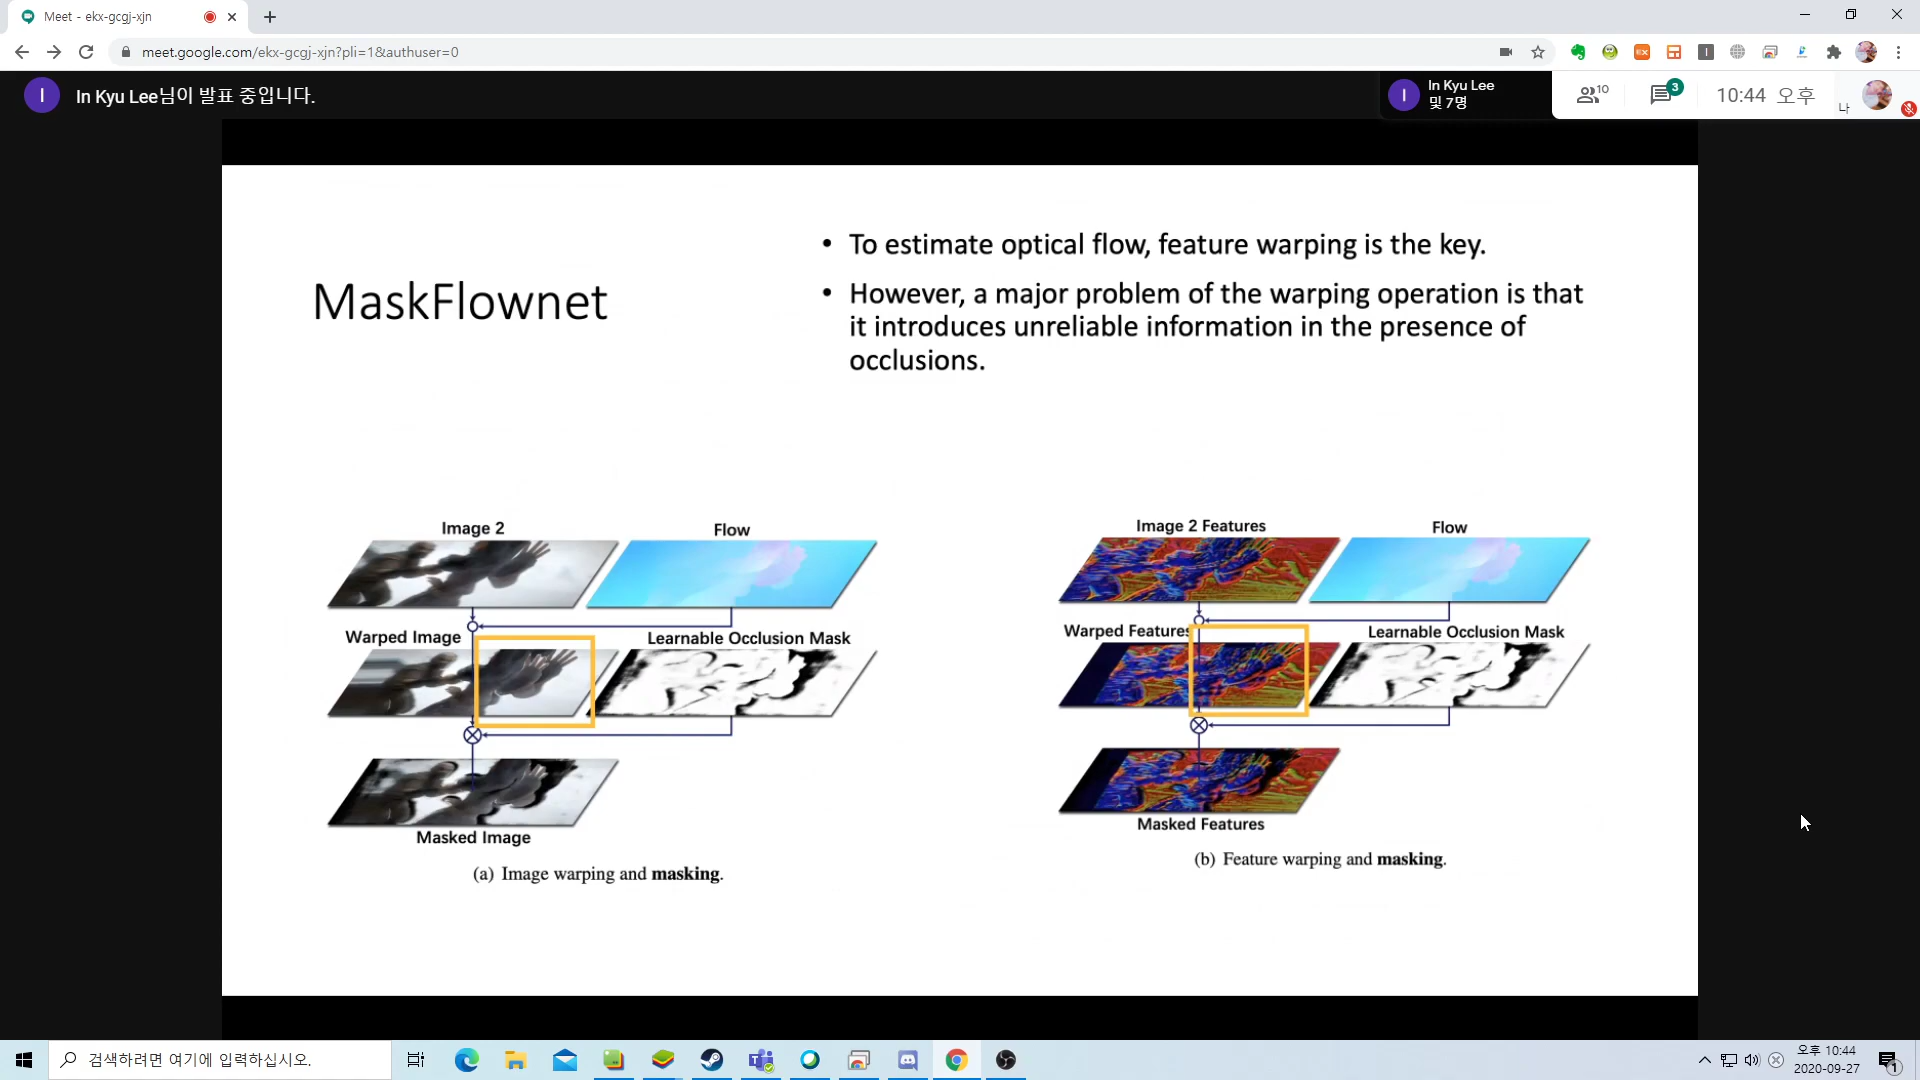 Meet - ekx-gcgj-xjn
meet.google.com/ekx-gcgj-xjn?pli=1&authuser=0
I
In Kyu Lee님이 발표 중입니다.
I
In Kyu Lee
및 7명
10
3
10:44 오후
나
MaskFlownet
• To estimate optical flow, feature warping is the key.
• However, a major problem of the warping operation is that
it introduces unreliable information in the presence of
occlusions.
Image 2
Flow
Warped Image
Learnable Occlusion Mask
Masked Image
(a) Image warping and masking.
Image 2 Features
Flow
Warped Features
Learnable Occlusion Mask
Masked Features
(b) Feature warping and masking.
검색하려면 여기에 입력하십시오.
오후 10:44
2020-09-27
1